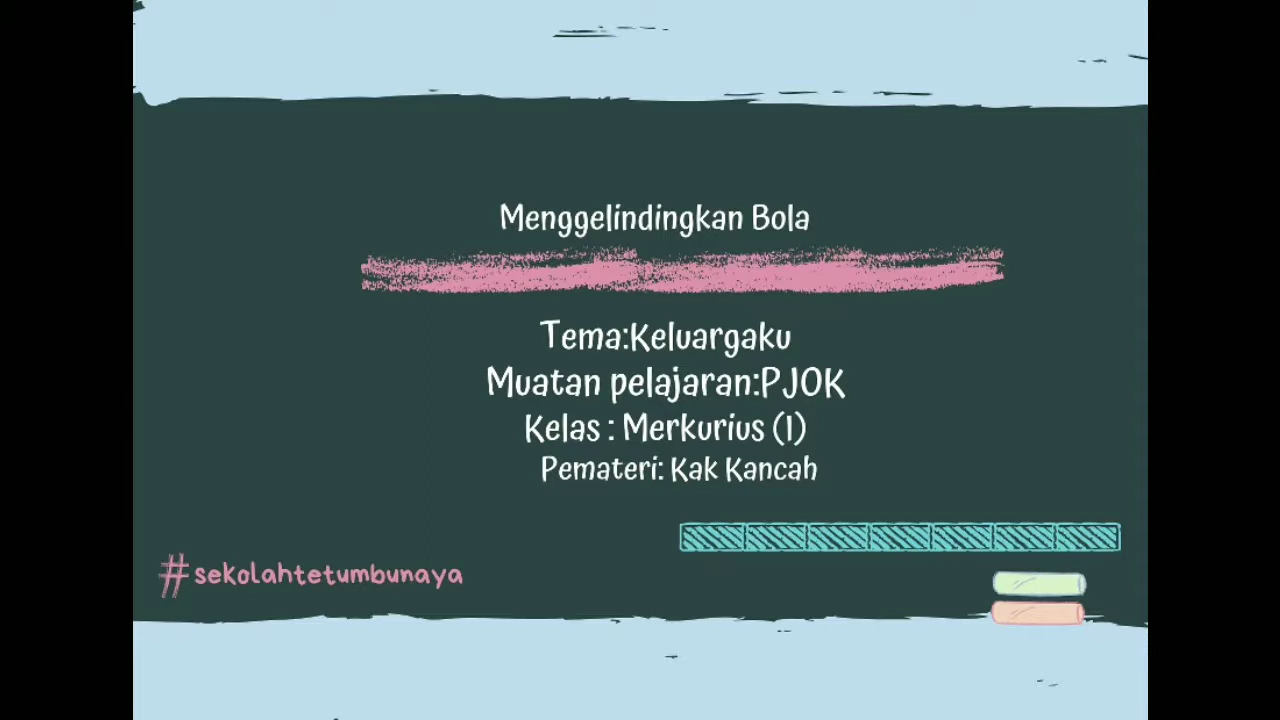 Menggelindingkan Bola
Tema:Keluargaku
Muatan pelajaran:PJOK
Kelas : Merkurius (1)
Pemateri: Kak Kancah
#sekolahtetumbunaya